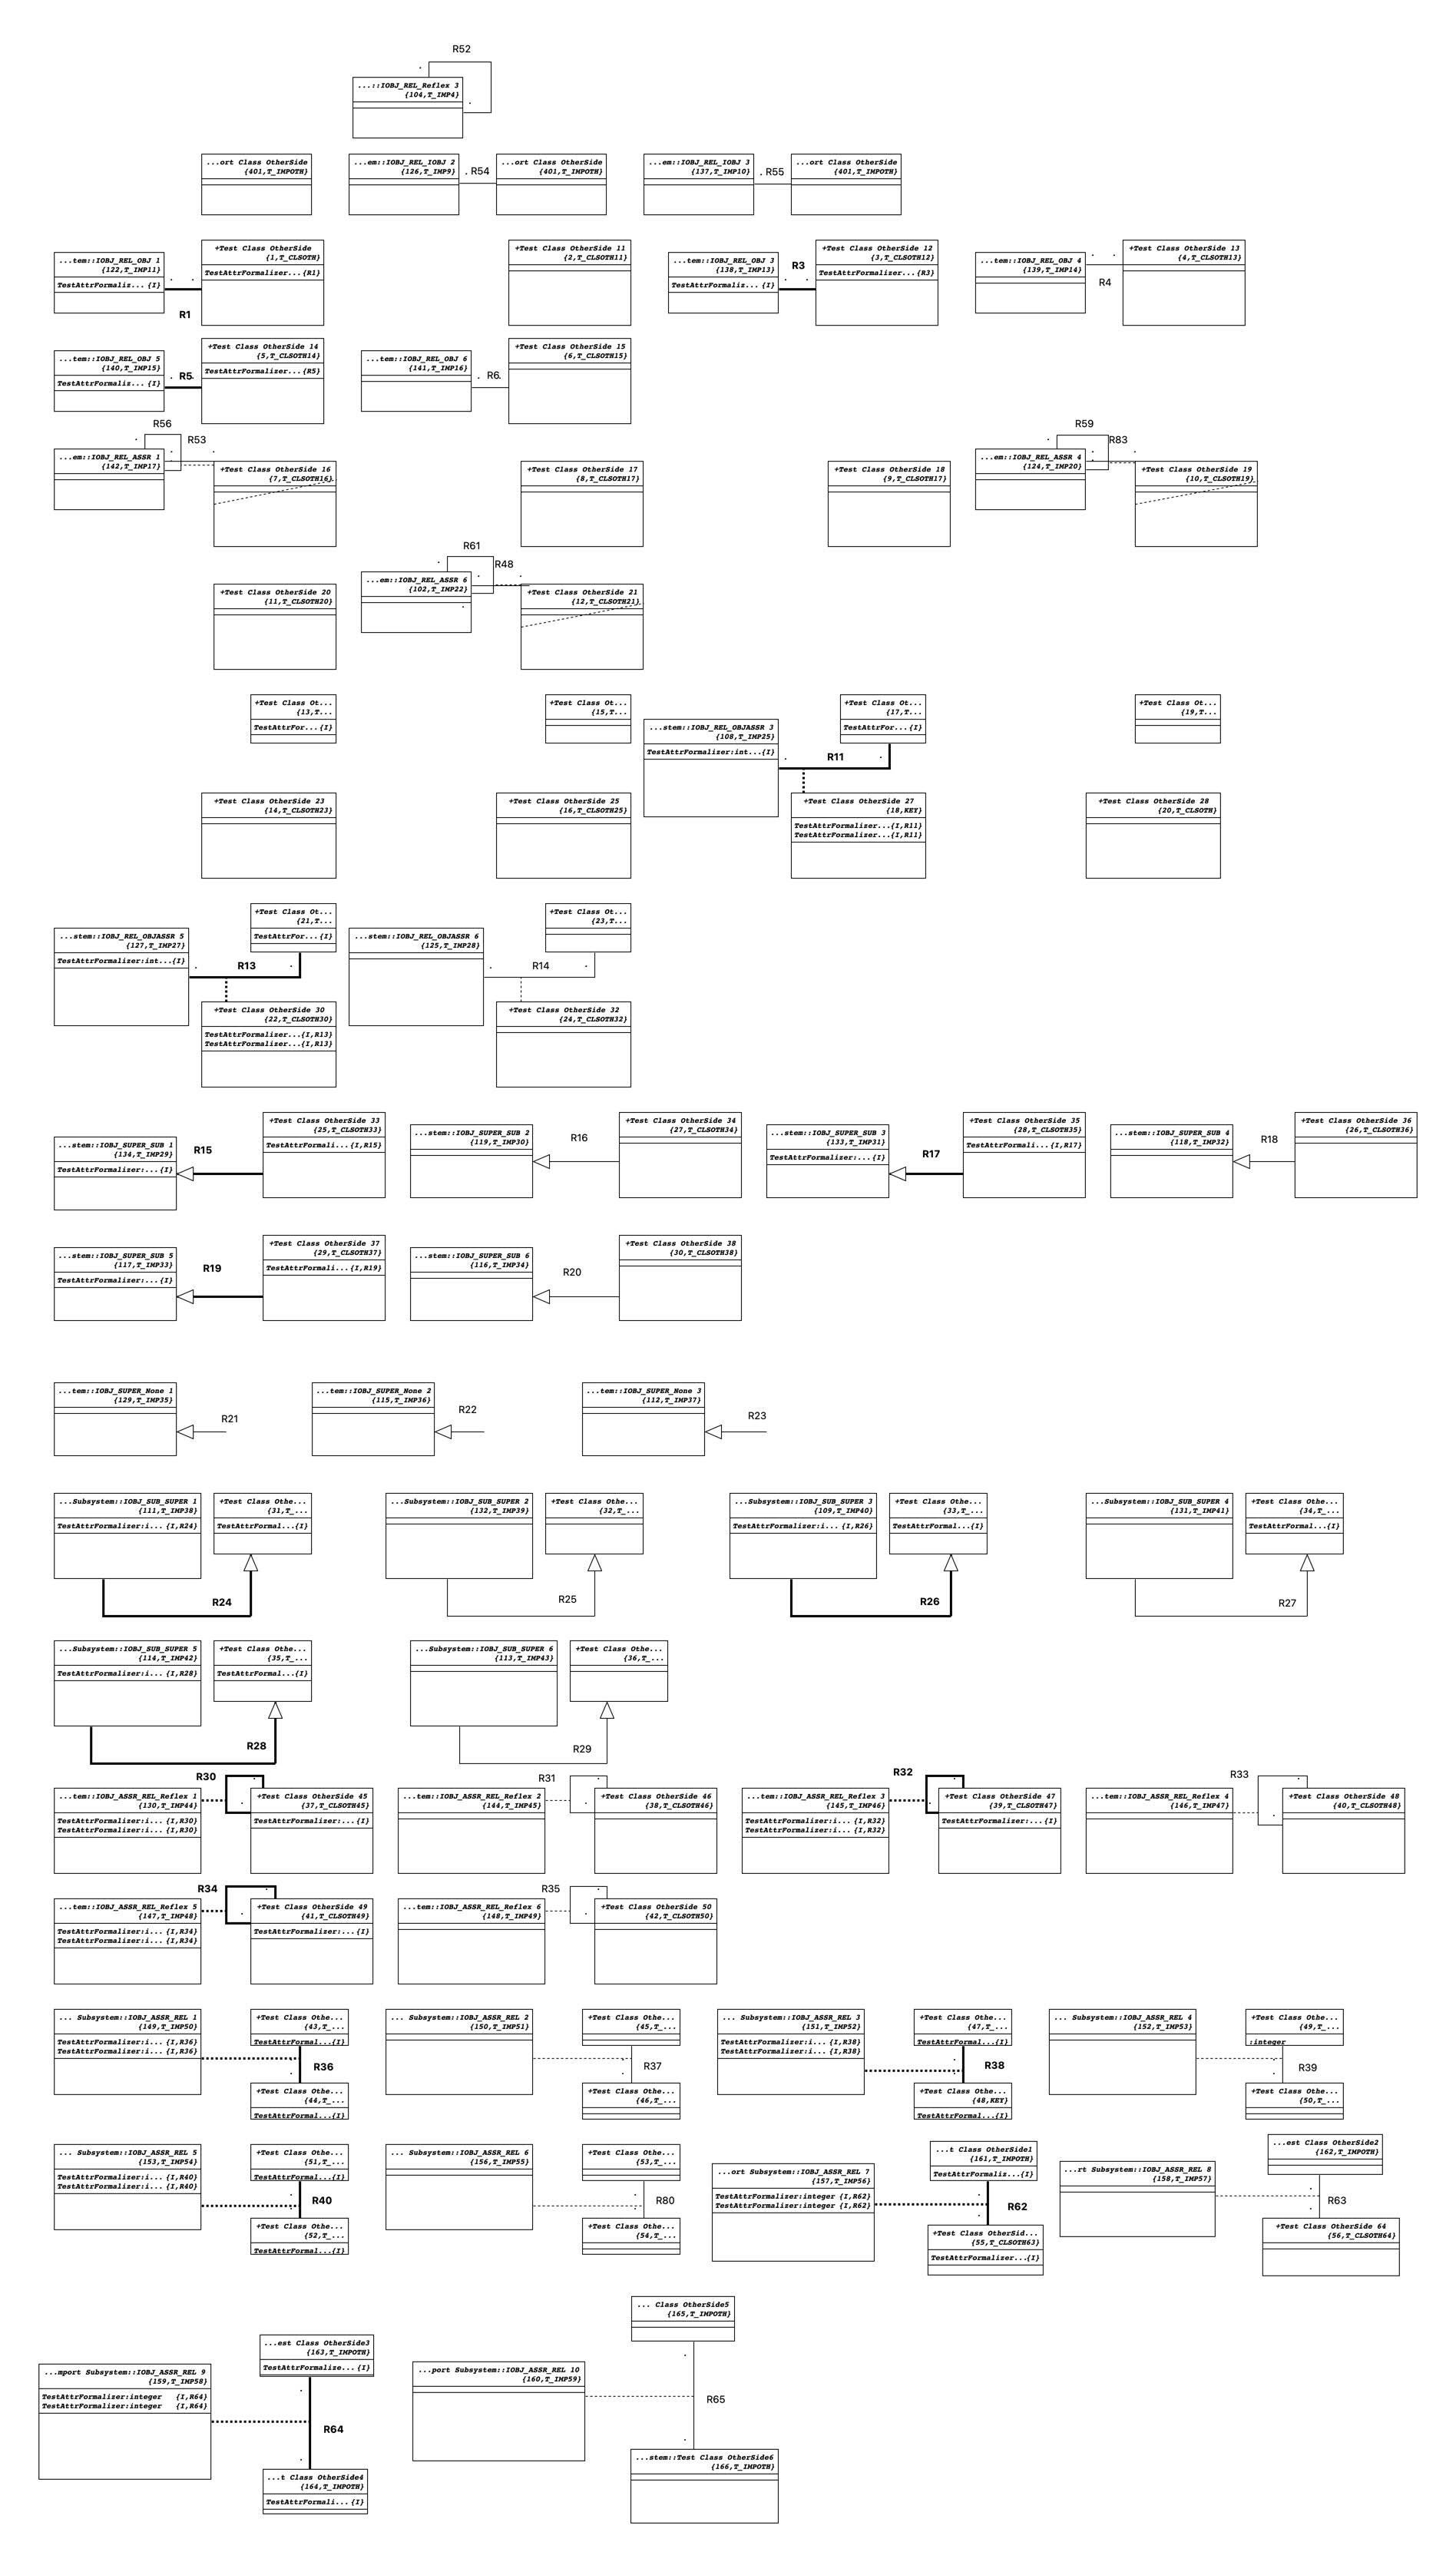 R52
...::IOBJ_REL_Reflex 3
{104,T_IMP4}
...ort Class OtherSide
{401,T_IMPOTH}
...em::IOBJ_REL_IOBJ 2
{126,T_IMP9}
R54
...ort Class OtherSide
{401,T_IMPOTH}
...em::IOBJ_REL_IOBJ 3
{137,T_IMP10}
R55
...ort Class OtherSide
{401,T_IMPOTH}
...tem::IOBJ_REL_OBJ 1
{122,T_IMP11}
TestAttrFormaliz... {I}
R1
+Test Class OtherSide
{1,T_CLSOTH}
TestAttrFormalizer... {R1}
+Test Class OtherSide 11
{2,T_CLSOTH11}
...tem::IOBJ_REL_OBJ 3
{138,T_IMP13}
TestAttrFormaliz... {I}
R3
+Test Class OtherSide 12
{3,T_CLSOTH12}
TestAttrFormalizer...{R3}
...tem::IOBJ_REL_OBJ 4
{139,T_IMP14}
R4
+Test Class OtherSide 13
{4,T_CLSOTH13}
...tem::IOBJ_REL_OBJ 5
{140,T_IMP15}
TestAttrFormaliz... {I}
R5
+Test Class OtherSide 14
{5,T_CLSOTH14}
TestAttrFormalizer...{R5}
...tem::IOBJ_REL_OBJ 6
{141,T_IMP16}
R6
+Test Class OtherSide 15
{6,T_CLSOTH15}
R56
R53
...em::IOBJ_REL_ASSR 1
{142,T_IMP17}
+Test Class OtherSide 16
{7,T_CLSOTH16}
+Test Class OtherSide 17
{8,T_CLSOTH17}
+Test Class OtherSide 18
{9,T_CLSOTH17}
R59
R83
...em::IOBJ_REL_ASSR 4
{124,T_IMP20}
+Test Class OtherSide 19
{10,T_CLSOTH19}
+Test Class OtherSide 20
{11,T_CLSOTH20}
R61
R48
...em::IOBJ_REL_ASSR 6
{102,T_IMP22}
+Test Class OtherSide 21
{12,T_CLSOTH21}
+Test Class Ot...
{13,T...
TestAttrFor...{I}
+Test Class Ot...
{15,T...
...stem::IOBJ_REL_OBJASSR 3
{108,T_IMP25}
TestAttrFormalizer:int...{I}
R11
+Test Class Ot...
{17,T...
TestAttrFor...{I}
+Test Class Ot...
{19,T...
+Test Class OtherSide 23
{14,T_CLSOTH23}
+Test Class OtherSide 25
{16,T_CLSOTH25}
+Test Class OtherSide 27
{18,KEY}
TestAttrFormalizer...{I,R11}
TestAttrFormalizer...{I,R11}
+Test Class OtherSide 28
{20,T_CLSOTH}
...stem::IOBJ_REL_OBJASSR 5
{127,T_IMP27}
TestAttrFormalizer:int...{I}
R13
+Test Class Ot...
{21,T...
TestAttrFor...{I}
...stem::IOBJ_REL_OBJASSR 6
{125,T_IMP28}
R14
+Test Class Ot...
{23,T...
+Test Class OtherSide 30
{22,T_CLSOTH30}
TestAttrFormalizer...{I,R13}
TestAttrFormalizer...{I,R13}
+Test Class OtherSide 32
{24,T_CLSOTH32}
...stem::IOBJ_SUPER_SUB 1
{134,T_IMP29}
TestAttrFormalizer:...{I}
R15
+Test Class OtherSide 33
{25,T_CLSOTH33}
TestAttrFormali...{I,R15}
...stem::IOBJ_SUPER_SUB 2
{119,T_IMP30}
R16
+Test Class OtherSide 34
{27,T_CLSOTH34}
...stem::IOBJ_SUPER_SUB 3
{133,T_IMP31}
TestAttrFormalizer:...{I}
R17
+Test Class OtherSide 35
{28,T_CLSOTH35}
TestAttrFormali...{I,R17}
...stem::IOBJ_SUPER_SUB 4
{118,T_IMP32}
R18
+Test Class OtherSide 36
{26,T_CLSOTH36}
...stem::IOBJ_SUPER_SUB 5
{117,T_IMP33}
TestAttrFormalizer:...{I}
R19
+Test Class OtherSide 37
{29,T_CLSOTH37}
TestAttrFormali...{I,R19}
...stem::IOBJ_SUPER_SUB 6
{116,T_IMP34}
R20
+Test Class OtherSide 38
{30,T_CLSOTH38}
...tem::IOBJ_SUPER_None 1
{129,T_IMP35}
R21
...tem::IOBJ_SUPER_None 2
{115,T_IMP36}
R22
...tem::IOBJ_SUPER_None 3
{112,T_IMP37}
R23
...Subsystem::IOBJ_SUB_SUPER 1
{111,T_IMP38}
TestAttrFormalizer:i... {I,R24}
R24
+Test Class Othe...
{31,T_...
TestAttrFormal...{I}
...Subsystem::IOBJ_SUB_SUPER 2
{132,T_IMP39}
R25
+Test Class Othe...
{32,T_...
...Subsystem::IOBJ_SUB_SUPER 3
{109,T_IMP40}
TestAttrFormalizer:i... {I,R26}
R26
+Test Class Othe...
{33,T_...
TestAttrFormal...{I}
...Subsystem::IOBJ_SUB_SUPER 4
{131,T_IMP41}
R27
+Test Class Othe...
{34,T_...
TestAttrFormal...{I}
...Subsystem::IOBJ_SUB_SUPER 5
{114,T_IMP42}
TestAttrFormalizer:i... {I,R28}
R28
+Test Class Othe...
{35,T_...
TestAttrFormal...{I}
...Subsystem::IOBJ_SUB_SUPER 6
{113,T_IMP43}
R29
+Test Class Othe...
{36,T_...
R30
...tem::IOBJ_ASSR_REL_Reflex 1
{130,T_IMP44}
TestAttrFormalizer:i... {I,R30}
TestAttrFormalizer:i... {I,R30}
+Test Class OtherSide 45
{37,T_CLSOTH45}
TestAttrFormalizer:...{I}
R31
...tem::IOBJ_ASSR_REL_Reflex 2
{144,T_IMP45}
+Test Class OtherSide 46
{38,T_CLSOTH46}
R32
...tem::IOBJ_ASSR_REL_Reflex 3
{145,T_IMP46}
TestAttrFormalizer:i... {I,R32}
TestAttrFormalizer:i... {I,R32}
+Test Class OtherSide 47
{39,T_CLSOTH47}
TestAttrFormalizer:...{I}
R33
...tem::IOBJ_ASSR_REL_Reflex 4
{146,T_IMP47}
+Test Class OtherSide 48
{40,T_CLSOTH48}
R34
...tem::IOBJ_ASSR_REL_Reflex 5
{147,T_IMP48}
TestAttrFormalizer:i... {I,R34}
TestAttrFormalizer:i... {I,R34}
+Test Class OtherSide 49
{41,T_CLSOTH49}
TestAttrFormalizer:...{I}
R35
...tem::IOBJ_ASSR_REL_Reflex 6
{148,T_IMP49}
+Test Class OtherSide 50
{42,T_CLSOTH50}
... Subsystem::IOBJ_ASSR_REL 1
{149,T_IMP50}
TestAttrFormalizer:i... {I,R36}
TestAttrFormalizer:i... {I,R36}
+Test Class Othe...
{43,T_...
TestAttrFormal...{I}
R36
+Test Class Othe...
{44,T_...
TestAttrFormal...{I}
... Subsystem::IOBJ_ASSR_REL 2
{150,T_IMP51}
+Test Class Othe...
{45,T_...
R37
+Test Class Othe...
{46,T_...
... Subsystem::IOBJ_ASSR_REL 3
{151,T_IMP52}
TestAttrFormalizer:i... {I,R38}
TestAttrFormalizer:i... {I,R38}
+Test Class Othe...
{47,T_...
TestAttrFormal...{I}
R38
+Test Class Othe...
{48,KEY}
TestAttrFormal...{I}
... Subsystem::IOBJ_ASSR_REL 4
{152,T_IMP53}
+Test Class Othe...
{49,T_...
:integer
R39
+Test Class Othe...
{50,T_...
... Subsystem::IOBJ_ASSR_REL 5
{153,T_IMP54}
TestAttrFormalizer:i... {I,R40}
TestAttrFormalizer:i... {I,R40}
+Test Class Othe...
{51,T_...
TestAttrFormal...{I}
R40
+Test Class Othe...
{52,T_...
TestAttrFormal...{I}
... Subsystem::IOBJ_ASSR_REL 6
{156,T_IMP55}
+Test Class Othe...
{53,T_...
R80
+Test Class Othe...
{54,T_...
...ort Subsystem::IOBJ_ASSR_REL 7
{157,T_IMP56}
TestAttrFormalizer:integer {I,R62}
TestAttrFormalizer:integer {I,R62}
...t Class OtherSide1
{161,T_IMPOTH}
TestAttrFormaliz...{I}
R62
+Test Class OtherSid...
{55,T_CLSOTH63}
TestAttrFormalizer...{I}
...rt Subsystem::IOBJ_ASSR_REL 8
{158,T_IMP57}
...est Class OtherSide2
{162,T_IMPOTH}
R63
+Test Class OtherSide 64
{56,T_CLSOTH64}
...mport Subsystem::IOBJ_ASSR_REL 9
{159,T_IMP58}
TestAttrFormalizer:integer {I,R64}
TestAttrFormalizer:integer {I,R64}
...est Class OtherSide3
{163,T_IMPOTH}
TestAttrFormalize... {I}
R64
...t Class OtherSide4
{164,T_IMPOTH}
TestAttrFormali... {I}
...port Subsystem::IOBJ_ASSR_REL 10
{160,T_IMP59}
... Class OtherSide5
{165,T_IMPOTH}
R65
...stem::Test Class OtherSide6
{166,T_IMPOTH}